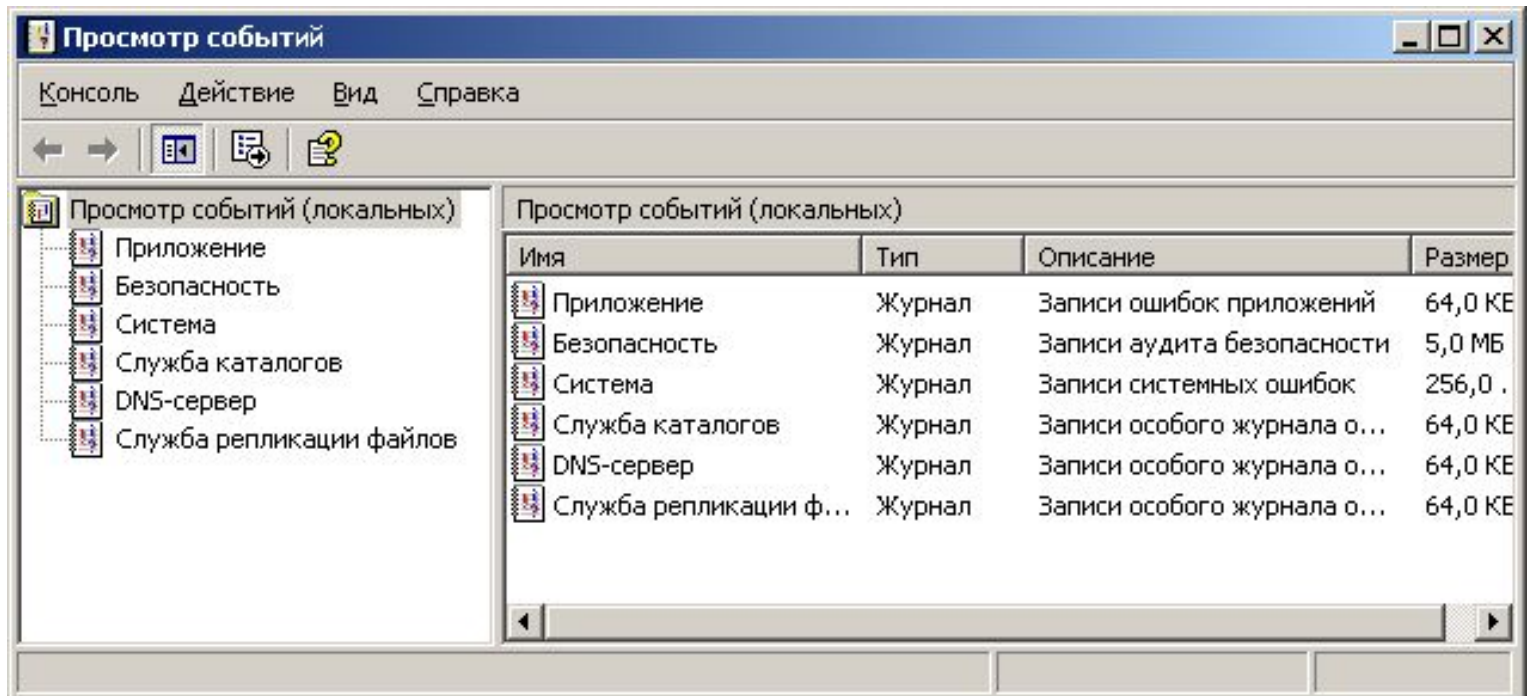 Просмотр событий
Консоль Действие Вид Справка
Просмотр событий (локальных)
Приложение
Безопасность
Система
Служба каталогов
DNS-сервер
Служба репликации файлов
Просмотр событий (локальных)
Имя Тип Описание Размер
Приложение Журнал Записи ошибок приложений 64,0 КБ
Безопасность Журнал Записи аудита безопасности 5,0 МБ
Система Журнал Записи системных ошибок 256,0 .
Служба каталогов Журнал Записи особого журнала о... 64,0 КБ
DNS-сервер Журнал Записи особого журнала о... 64,0 КБ
Служба репликации ф... Журнал Записи особого журнала о... 64,0 КБ